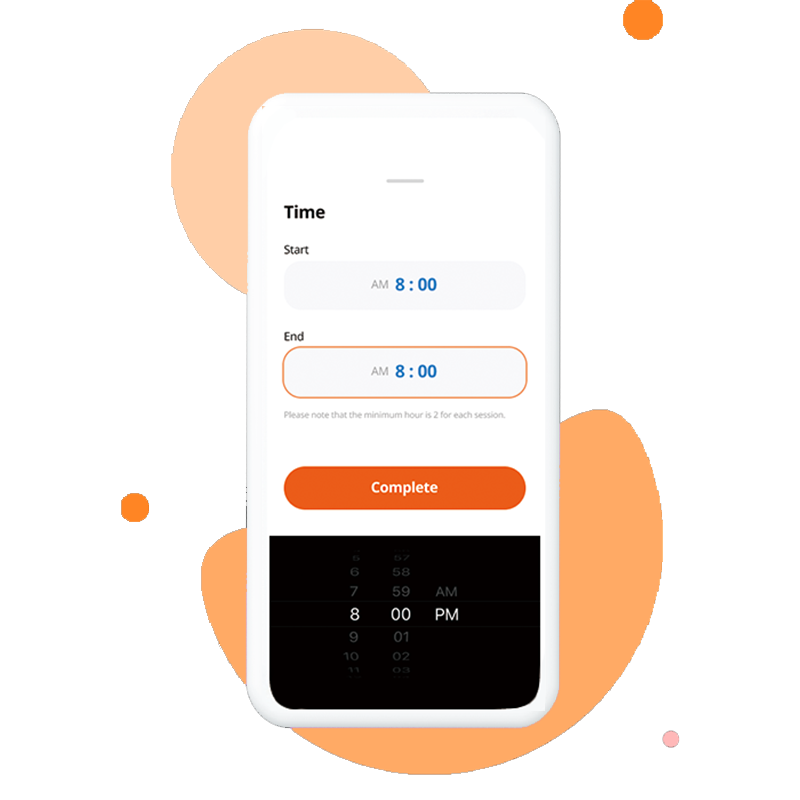 Time
Start
AM 8 : 00
End
AM 8 : 00
Please note that the minimum hour is 2 for each session.
Complete
6 57
6 58
7 59 AM
8 00 PM
9 01
10 02
11 03